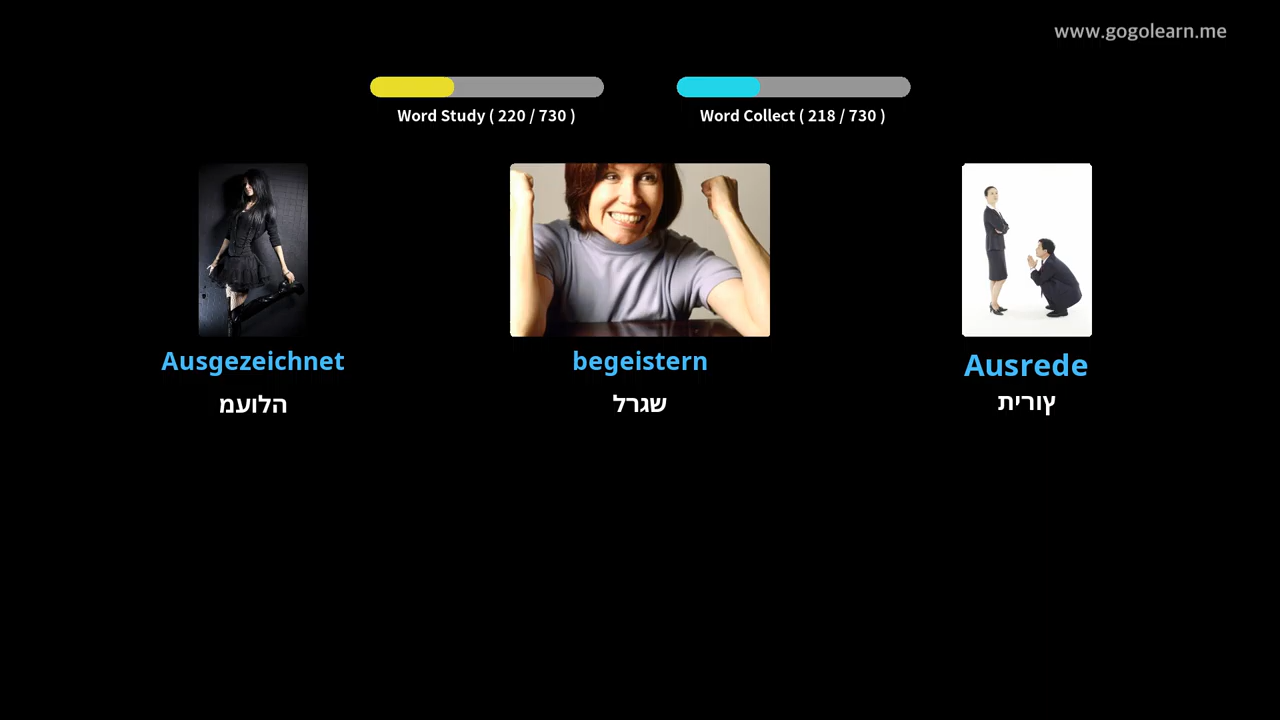 www.gogolearn.me
Word Study ( 220 / 730 )
Word Collect ( 218 / 730 )
Ausgezeichnet
הלועמ
begeistern
שגרל
Ausrede
ץורית